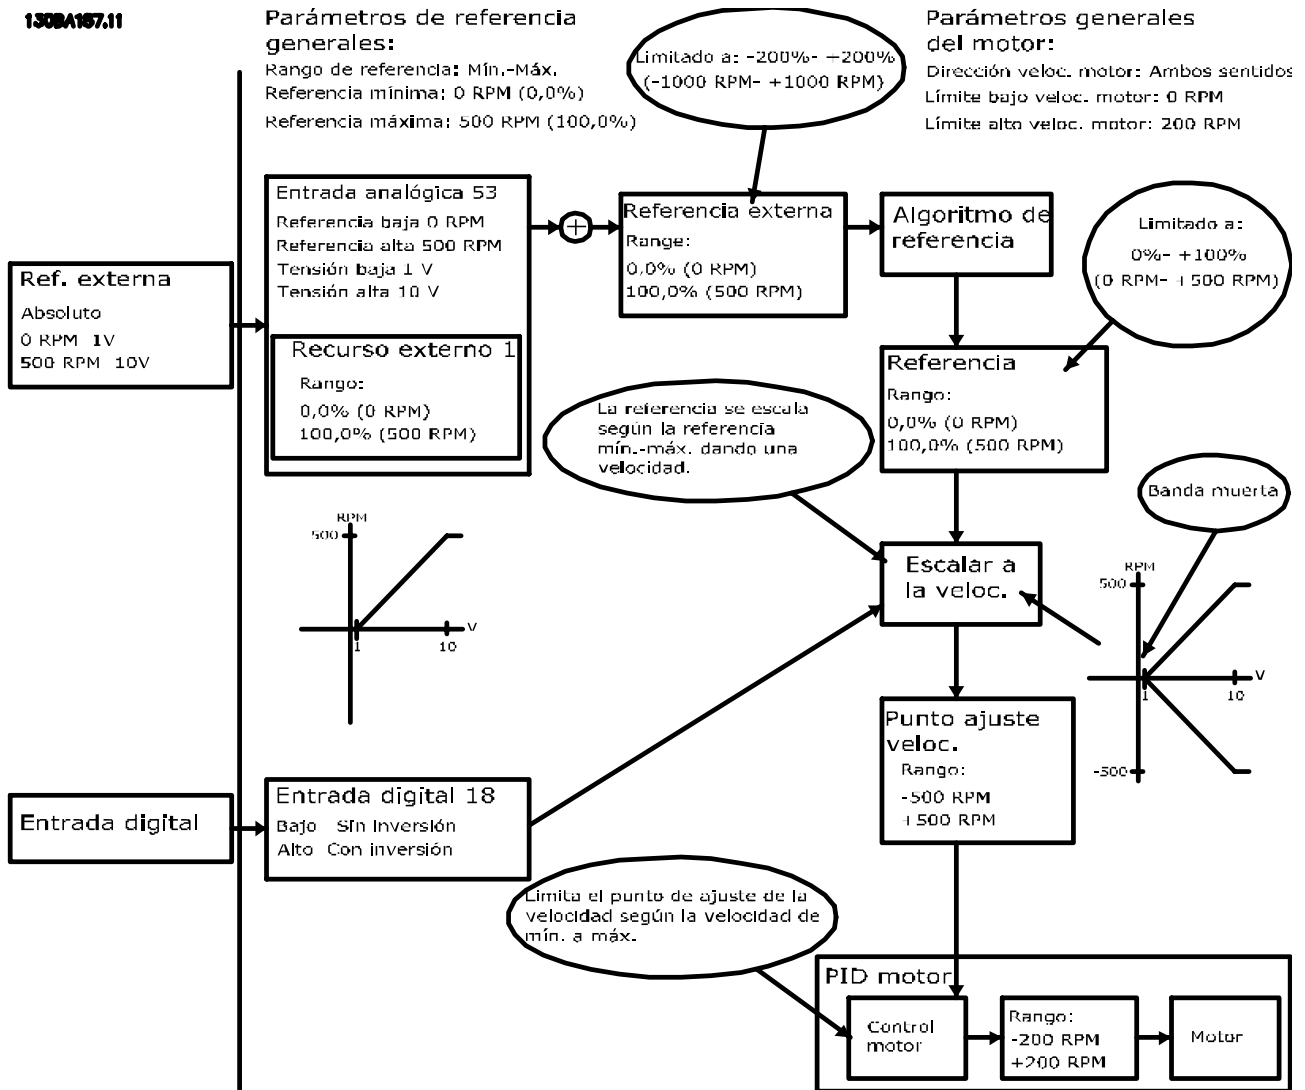 130BA187.11
Parámetros de referencia
generales:
Rango de referencia: Mín.-Máx.
Referencia mínima: 0 RPM (0,0%)
Referencia máxima: 500 RPM (100,0%)
Limitado a: -200%- +200%
(-1000 RPM- +1000 RPM)
Parámetros generales
del motor:
Dirección veloc. motor: Ambos sentidos
Límite bajo veloc. motor: 0 RPM
Límite alto veloc. motor: 200 RPM
Ref. externa
Absoluto
0 RPM 1V
500 RPM 10V
Entrada analógica 53
Referencia baja 0 RPM
Referencia alta 500 RPM
Tensión baja 1 V
Tensión alta 10 V
Recurso externo 1
Rango:
0,0% (0 RPM)
100,0% (500 RPM)
+
Referencia externa
Range:
0,0% (0 RPM)
100,0% (500 RPM)
Algoritmo de
referencia
Limitado a:
0%- +100%
(0 RPM- +500 RPM)
Referencia
Rango:
0,0% (0 RPM)
100,0% (500 RPM)
La referencia se escala
según la referencia
mín.-máx. dando una
velocidad.
Banda muerta
RPM
500
1
10
V
Escalar a
la veloc.
RPM
500
1
10
V
-500
Punto ajuste
veloc.
Rango:
-500 RPM
+500 RPM
Entrada digital
Entrada digital 18
Bajo Sin inversión
Alto Con inversión
Limita el punto de ajuste de la
velocidad según la velocidad de
mín. a máx.
PID motor
Control
motor
Rango:
-200 RPM
+200 RPM
Motor